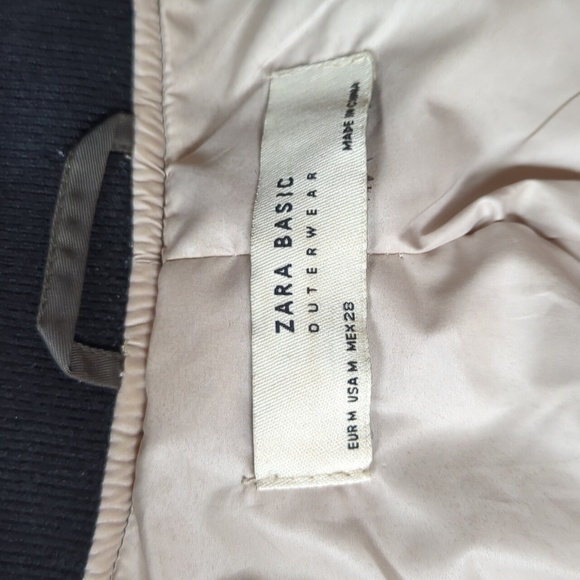 ZARA BASIC
OUTERWEAR
EUR M USA M MEX 28 MADE IN CHINA